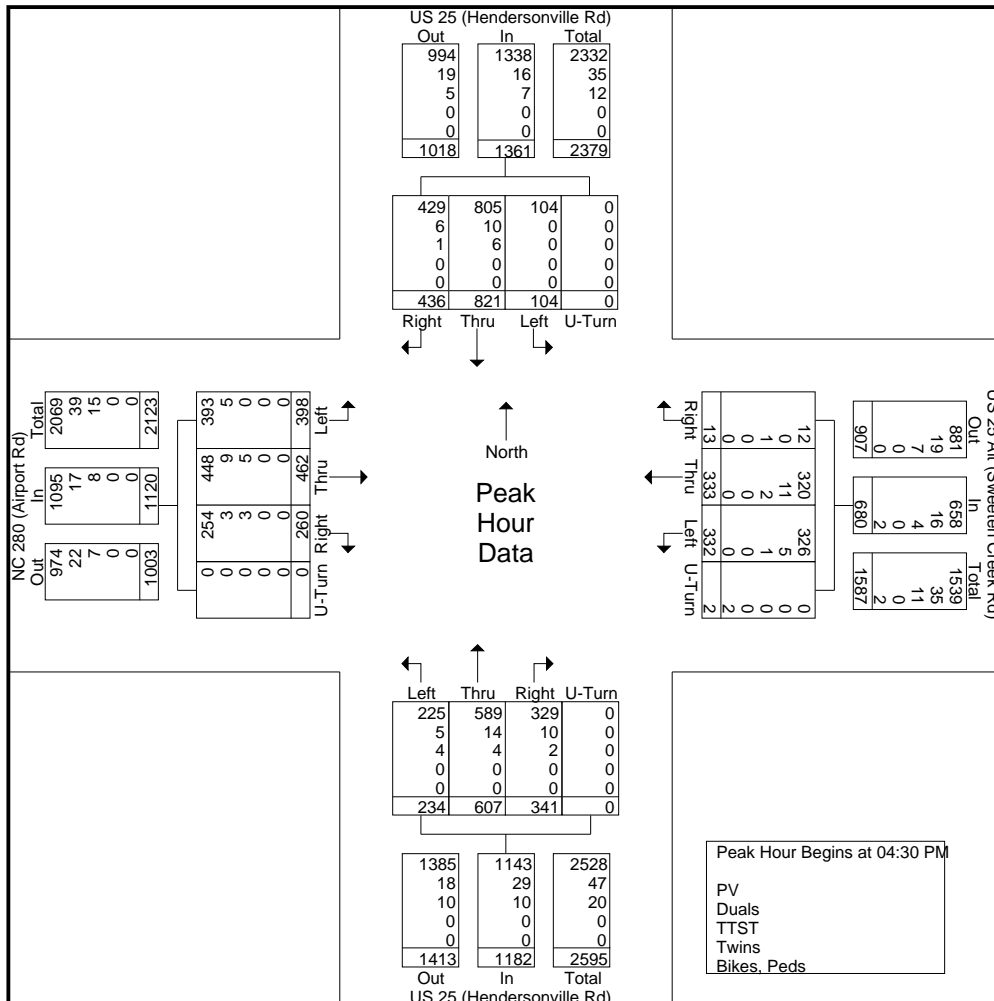 US 25 (Hendersonville Rd)
Out In Total
994 1338 2332
19 16 35
5 7 12
0 0 0
0 0 0
1018 1361 2379
429 805 104 0
6 10 0 0
1 6 0 0
0 0 0 0
0 0 0 0
436 821 104 0
Right Thru Left U-Turn
NC 280 (Airport Rd)
Total
2069 39 15 0 0 2123
In
1095 17 8 0 0 1120
Out
974 22 7 0 0 1003
Left
393 5 0 0 0 398
Thru
448 9 5 0 0 462
Right
254 3 3 0 0 260
U-Turn
0 0 0 0 0 0
North
Peak
Hour
Data
Right
12 0 1 0 0 13
Thru
320 11 2 0 0 333
Left
326 5 1 0 0 332
U-Turn
0 0 0 0 2 2
US 25 Alt (Sweeten Creek Rd)
Out
881 19 7 0 0 907
In
658 16 4 0 2 680
Total
1539 35 11 0 2 1587
Left Thru Right U-Turn
225 589 329 0
5 14 10 0
4 4 2 0
0 0 0 0
0 0 0 0
234 607 341 0
1385 1143 2528
18 29 47
10 10 20
0 0 0
0 0 0
1413 1182 2595
Out In Total
US 25 (Hendersonville Rd)
Peak Hour Begins at 04:30 PM
PV
Duals
TTST
Twins
Bikes, Peds